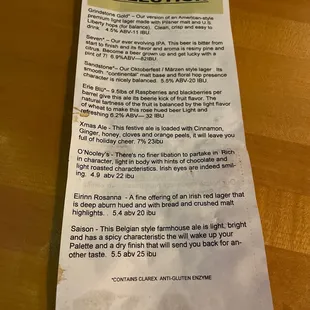 Grindstone Gold* – Our version of an American-style
premium light lager made with Pilsner malt and U.S.
Liberty hops (for balance). Clean, crisp and easy to
drink. 4.5% ABV-11 IBU.
Seven* – Our ever evolving IPA. This beer is bitter from
start to finish and its flavor and aroma is resiny pine and
citrus. Become a beer grown up and get lucky with a
pint of 7! 6.9%ABV—62IBU
Sandstone*– Our Oktoberfest / Märzen style lager. Its
smooth, "continental" malt base and floral hop presence
character is nicely balanced. 5.5% ABV-20 IBU.
Erie Blu*– 9.5lbs of Raspberries and blackberries per
barrel give this ale its beene kick of fruit flavor. The
natural tartness of the fruit is balanced by the light flavor
of wheat to make this rose hued beer Light and
refreshing 6.2% ABV— 32 IBU
Xmas Ale - This festive ale is loaded with Cinnamon,
Ginger, honey, cloves and orange peels, it will leave you
full of holiday cheer. 7% 23ibu
O'Nooley's - There's no finer libation to partake in. Rich
in character, light in body with hints of chocolate and
light roasted characteristics. Irish eyes are indeed smil-
ing. 4.9 abv 22 ibu
Eirinn Rosanna - A fine offering of an Irish red lager that
is deep aburn hued and with bread and crushed malt
highlights. . 5.4 abv 20 ibu
Saison - This Belgian style farmhouse ale is light, bright
and has a spicy characteristic the will wake up your
Palette and a dry finish that will send you back for an-
other taste. 5.5 abv 25 ibu
*CONTAINS CLAREX ANTI-GLUTEN ENZYME